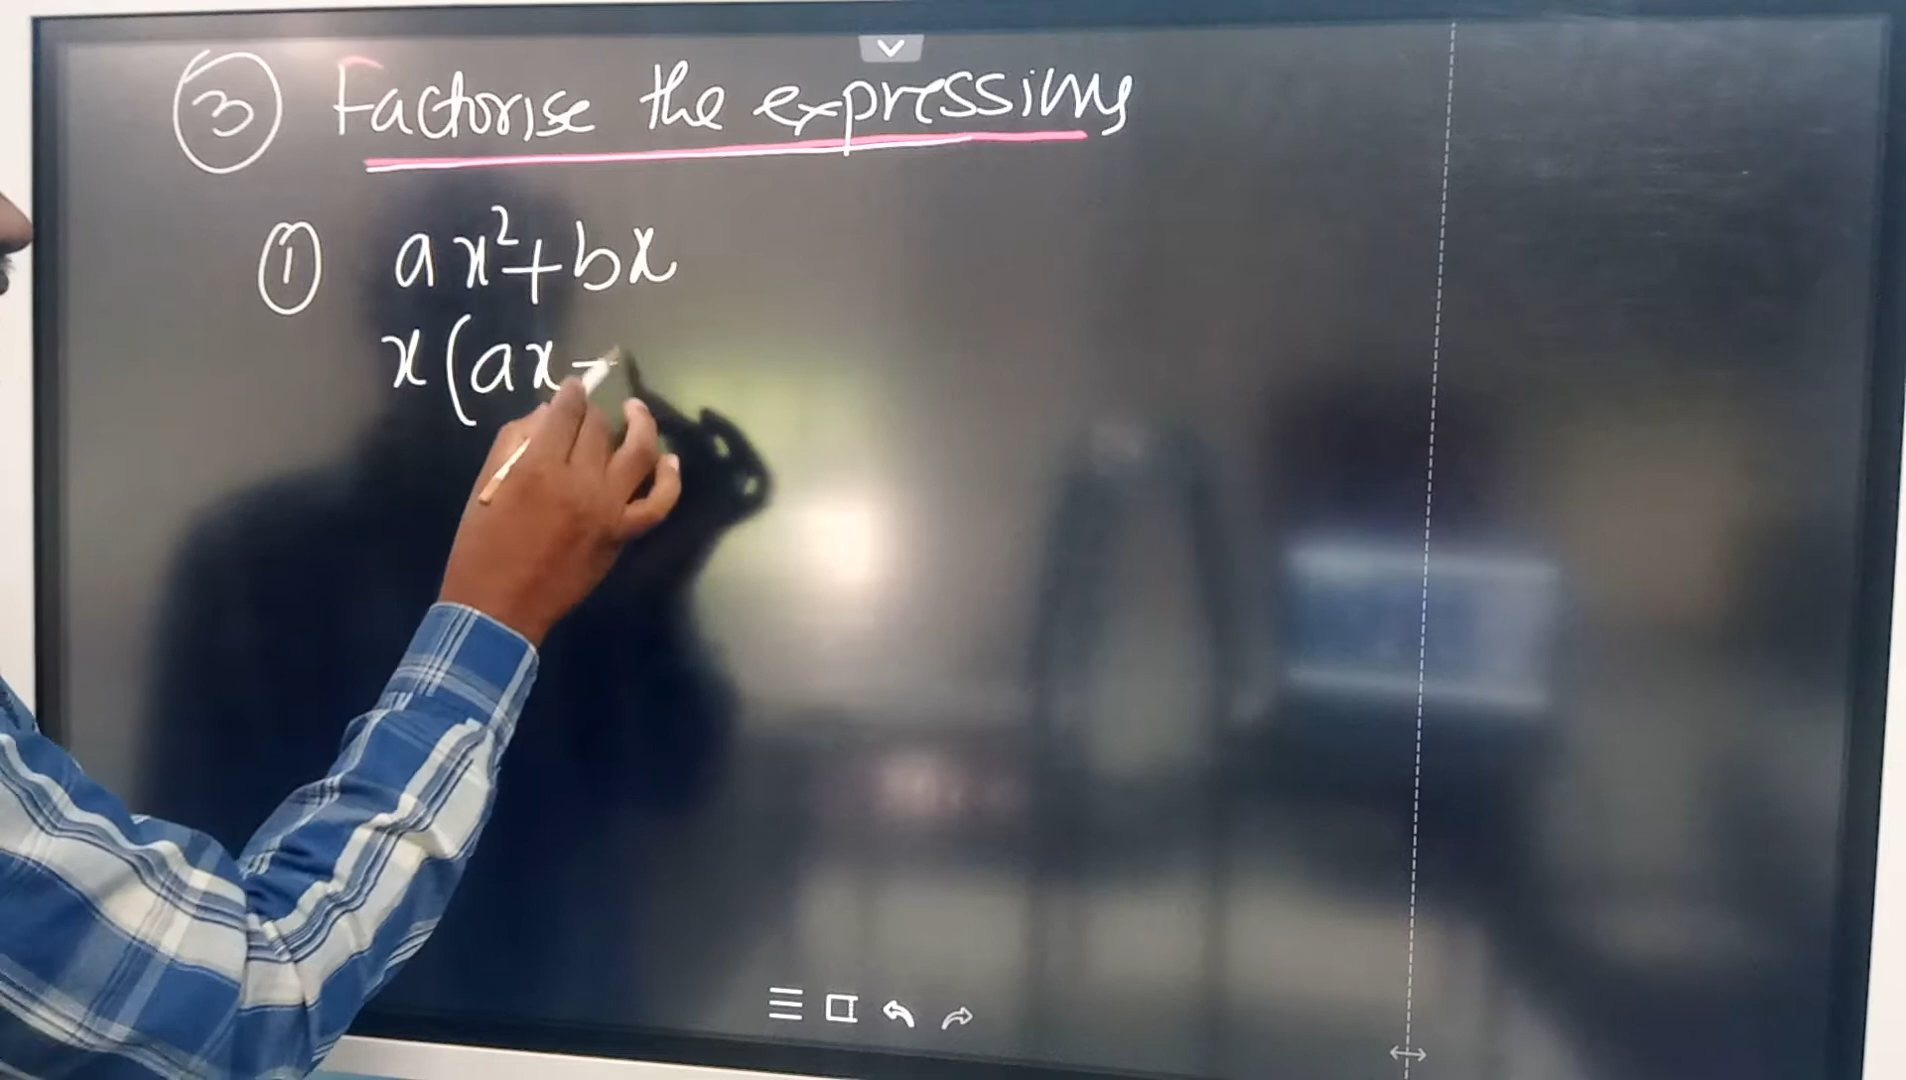 ③ Factorise the expressions
① ax²+bx
x(ax-